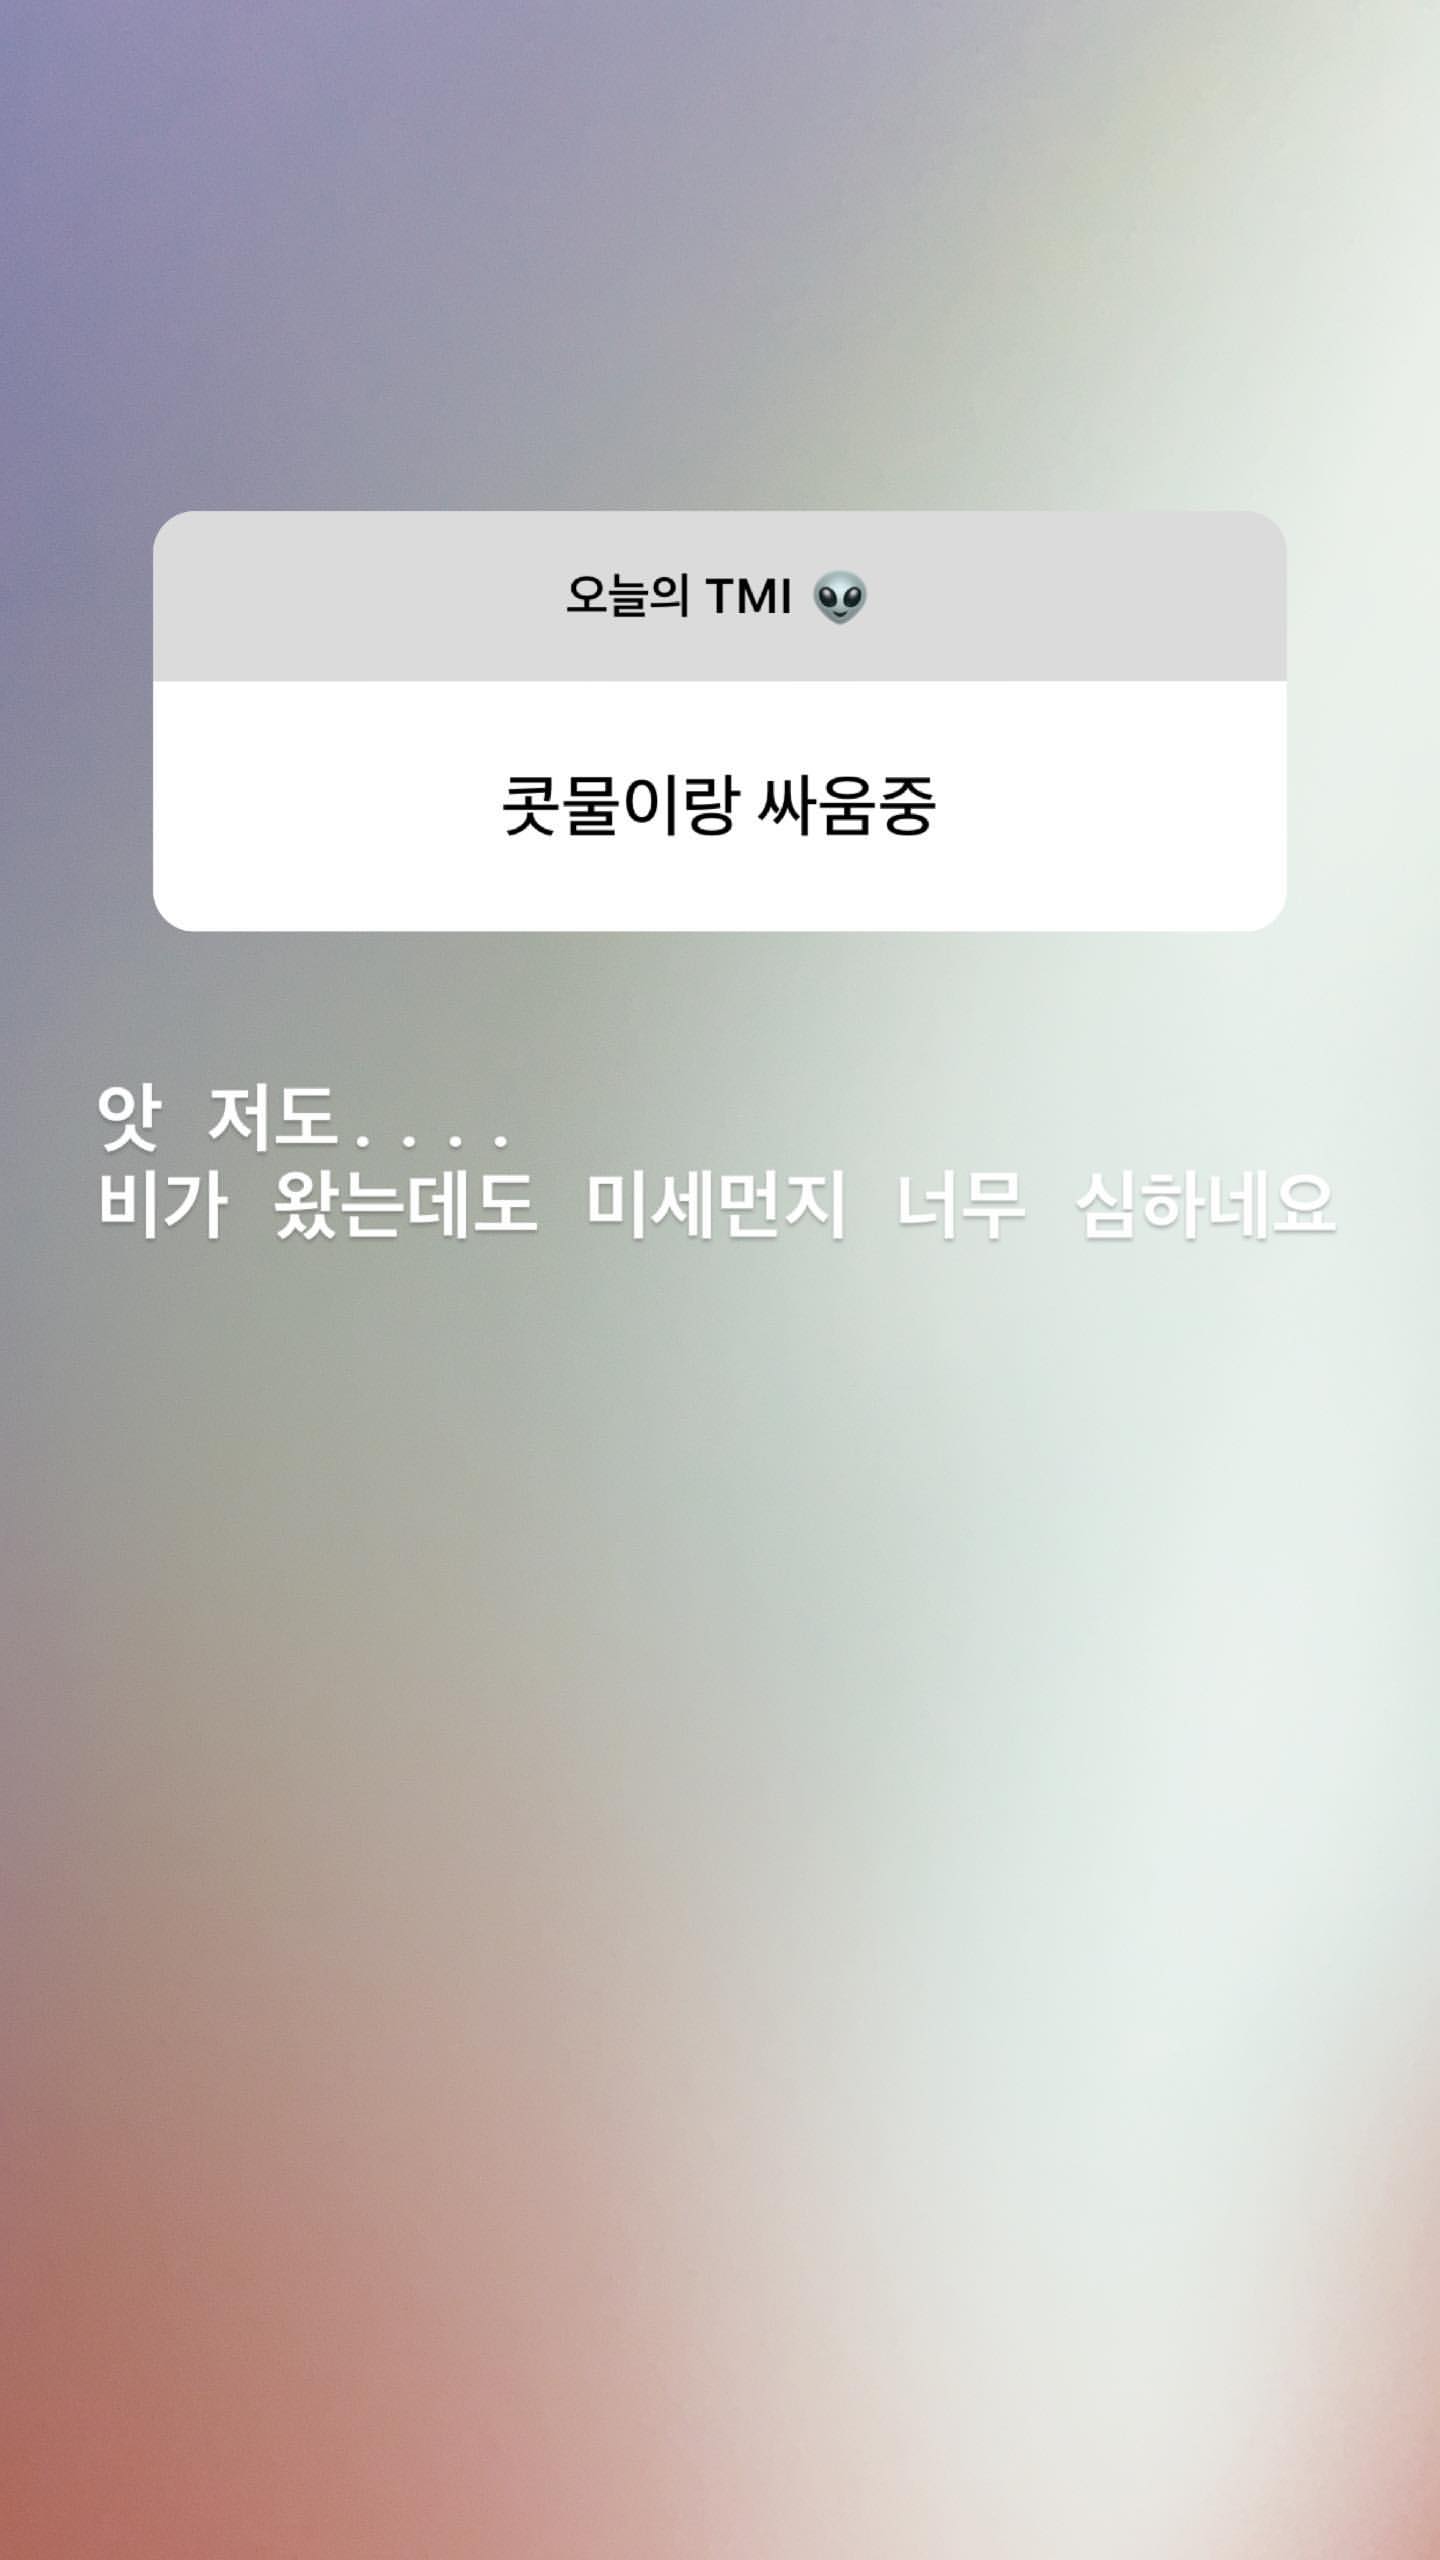 오늘의 TMI 👽
콧물이랑 싸움중
앗 저도....
비가 왔는데도 미세먼지 너무 심하네요